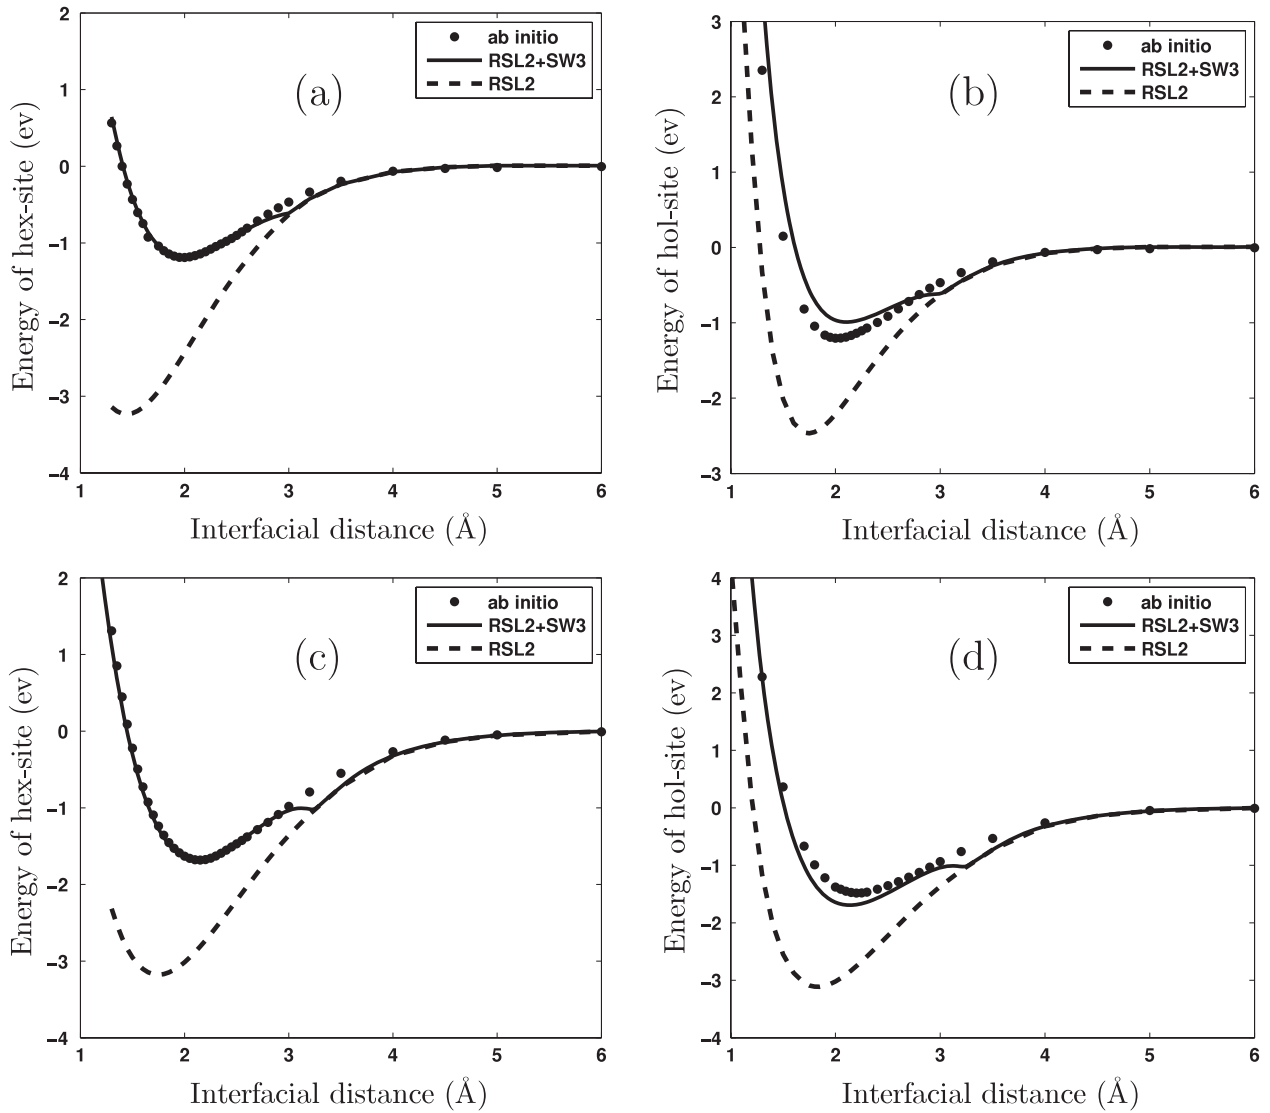 2
1
0
−1
−2
−3
−4
1 2 3 4 5 6
Energy of hex-site (ev)
Interfacial distance (Å)
(a)
ab initio
RSL2+SW3
RSL2
3
2
1
0
−1
−2
−3
1 2 3 4 5 6
Energy of hol-site (ev)
Interfacial distance (Å)
(b)
ab initio
RSL2+SW3
RSL2
2
1
0
−1
−2
−3
−4
1 2 3 4 5 6
Energy of hex-site (ev)
Interfacial distance (Å)
(c)
ab initio
RSL2+SW3
RSL2
4
3
2
1
0
−1
−2
−3
−4
1 2 3 4 5 6
Energy of hol-site (ev)
Interfacial distance (Å)
(d)
ab initio
RSL2+SW3
RSL2